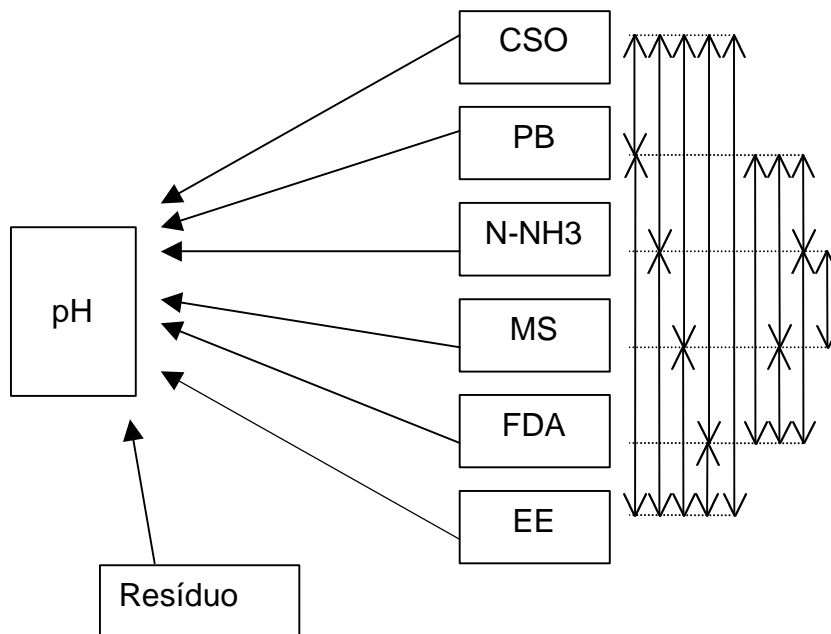 CSO
PB
N-NH3
MS
FDA
EE
pH
Resíduo